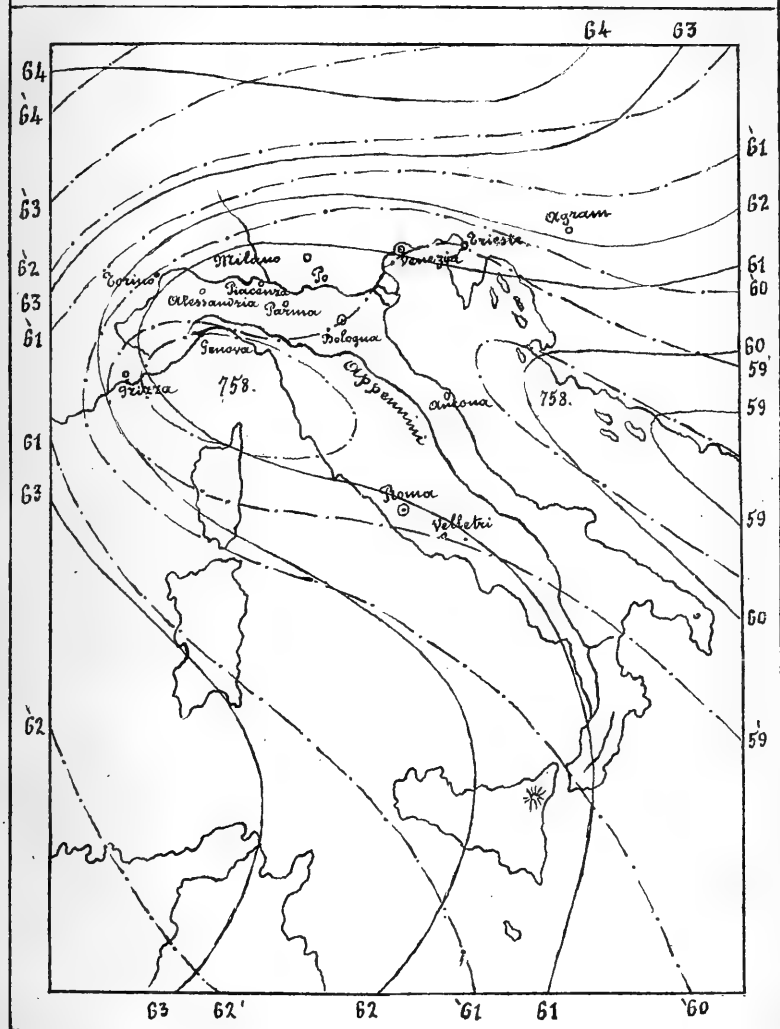 64 63
64
'64
'61
'63
62
Agram
Trieste
Venezia
Milano
Po
'62
61
Torino
Piacenza
'60
63
Alessandria
Parma
'61
Bologna
60
Genova
59'
Appennini
Nizza
758.
758.
Ancona
59
61
63
Roma
Velletri
59
60
'62
'59
63 62' 62 '61 61 '60